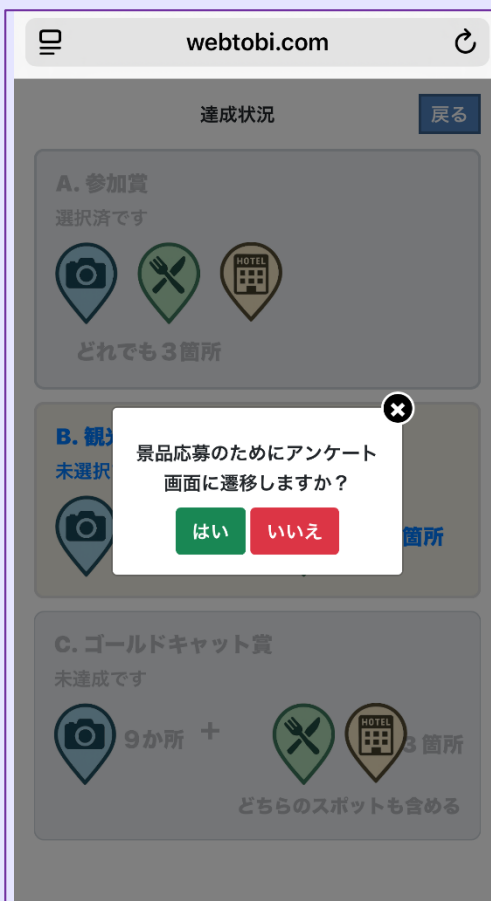 webtobi.com
達成状況
戻る
A. 参加賞
選択済です
HOTEL
どれでも３箇所
B. 観
未選択
箇所
景品応募のためにアンケート
画面に遷移しますか？
はい
いいえ
C. ゴールドキャット賞
未達成です
9か所 +
HOTEL
3 箇所
どちらのスポットも含める